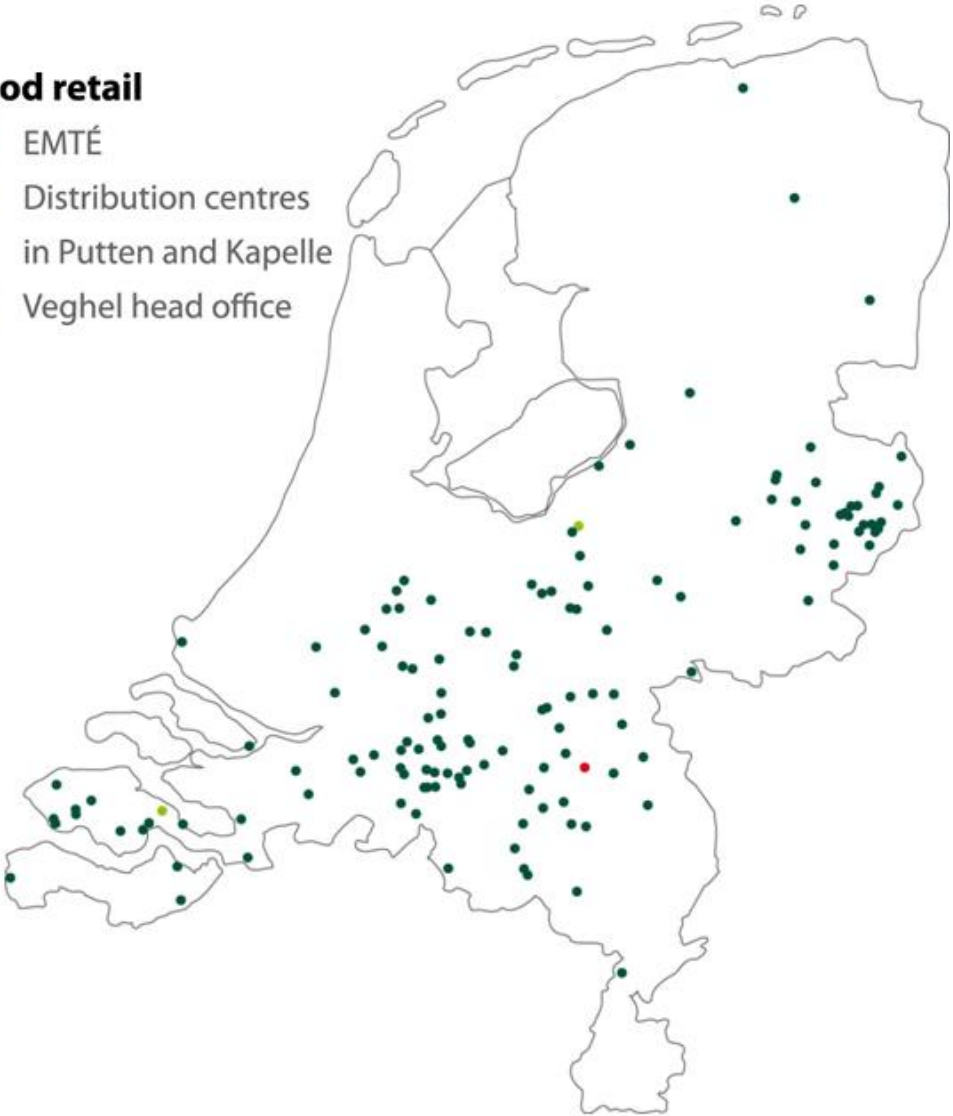 od retail
EMTÉ
Distribution centres
in Putten and Kapelle
Veghel head office